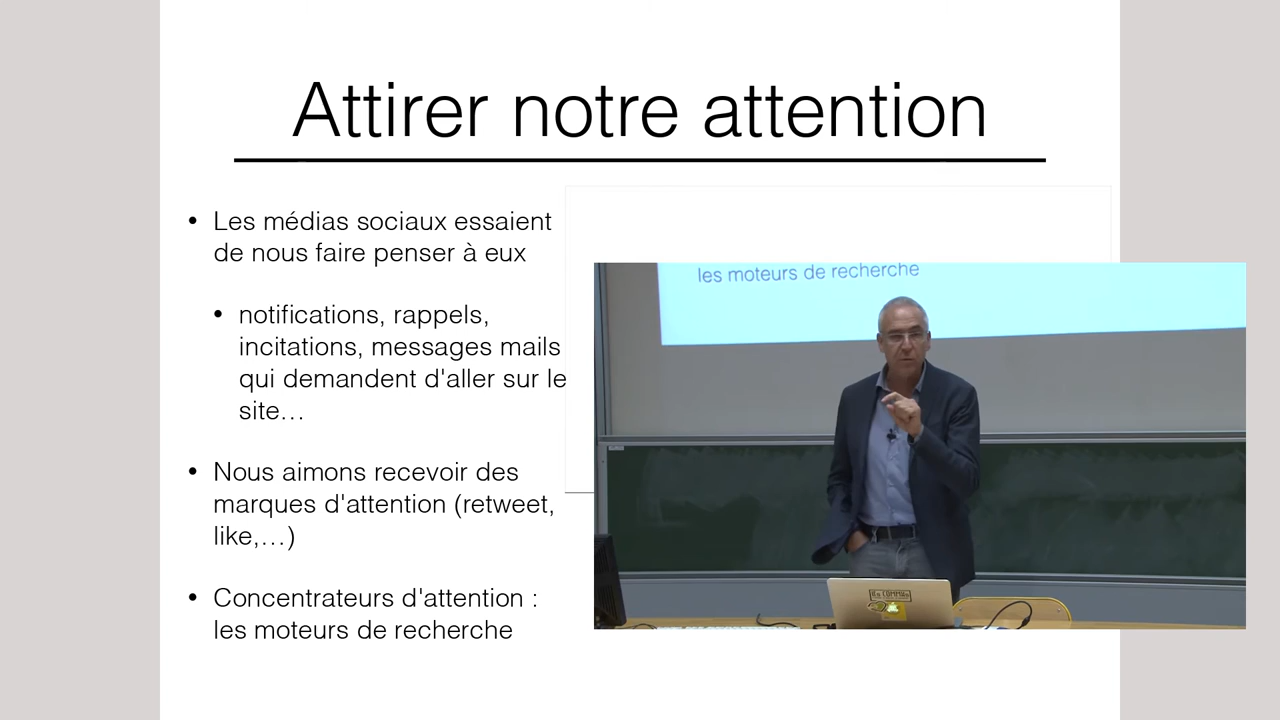 Attirer notre attention
• Les médias sociaux essaient
de nous faire penser à eux
• notifications, rappels,
incitations, messages mails
qui demandent d'aller sur le
site…
• Nous aimons recevoir des
marques d'attention (retweet,
like,…)
• Concentrateurs d'attention :
les moteurs de recherche
les moteurs de recherche